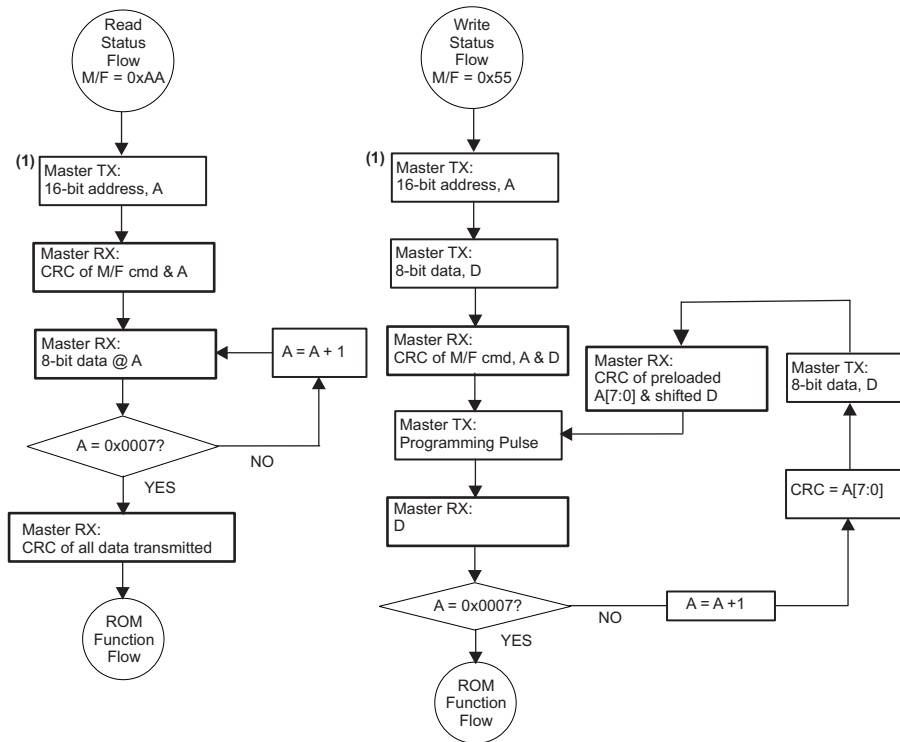 Read
Status
Flow
M/F = 0xAA
(1)
Master TX:
16-bit address, A
Master RX:
CRC of M/F cmd & A
Master RX:
8-bit data @ A
A = A + 1
A = 0x0007?
NO
YES
Master RX:
CRC of all data transmitted
ROM
Function
Flow
Write
Status
Flow
M/F = 0x55
(1)
Master TX:
16-bit address, A
Master TX:
8-bit data, D
Master RX:
CRC of M/F cmd, A & D
Master TX:
Programming Pulse
Master RX:
D
A = 0x0007?
NO
YES
A = A +1
CRC = A[7:0]
Master TX:
8-bit data, D
Master RX:
CRC of preloaded
A[7:0] & shifted D
ROM
Function
Flow